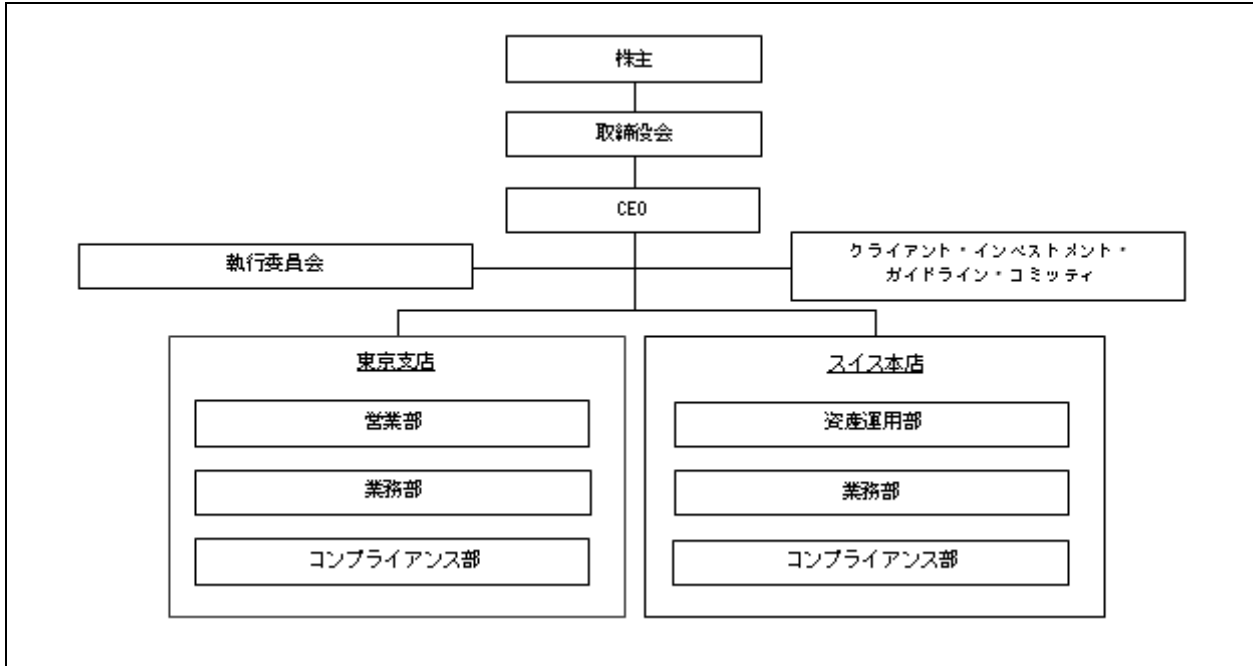 株主
取締役会
CEO
執行委員会
クライアント・インベストメント・
ガイドライン・コミッティ
東京支店
営業部
業務部
コンプライアンス部
スイス本店
資産運用部
業務部
コンプライアンス部